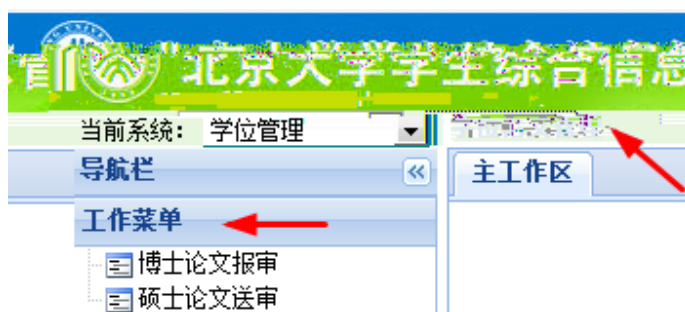 北京大学学生综合信息
当前系统： 学位管理
导航栏
主工作区
工作菜单
博士论文报审
硕士论文送审